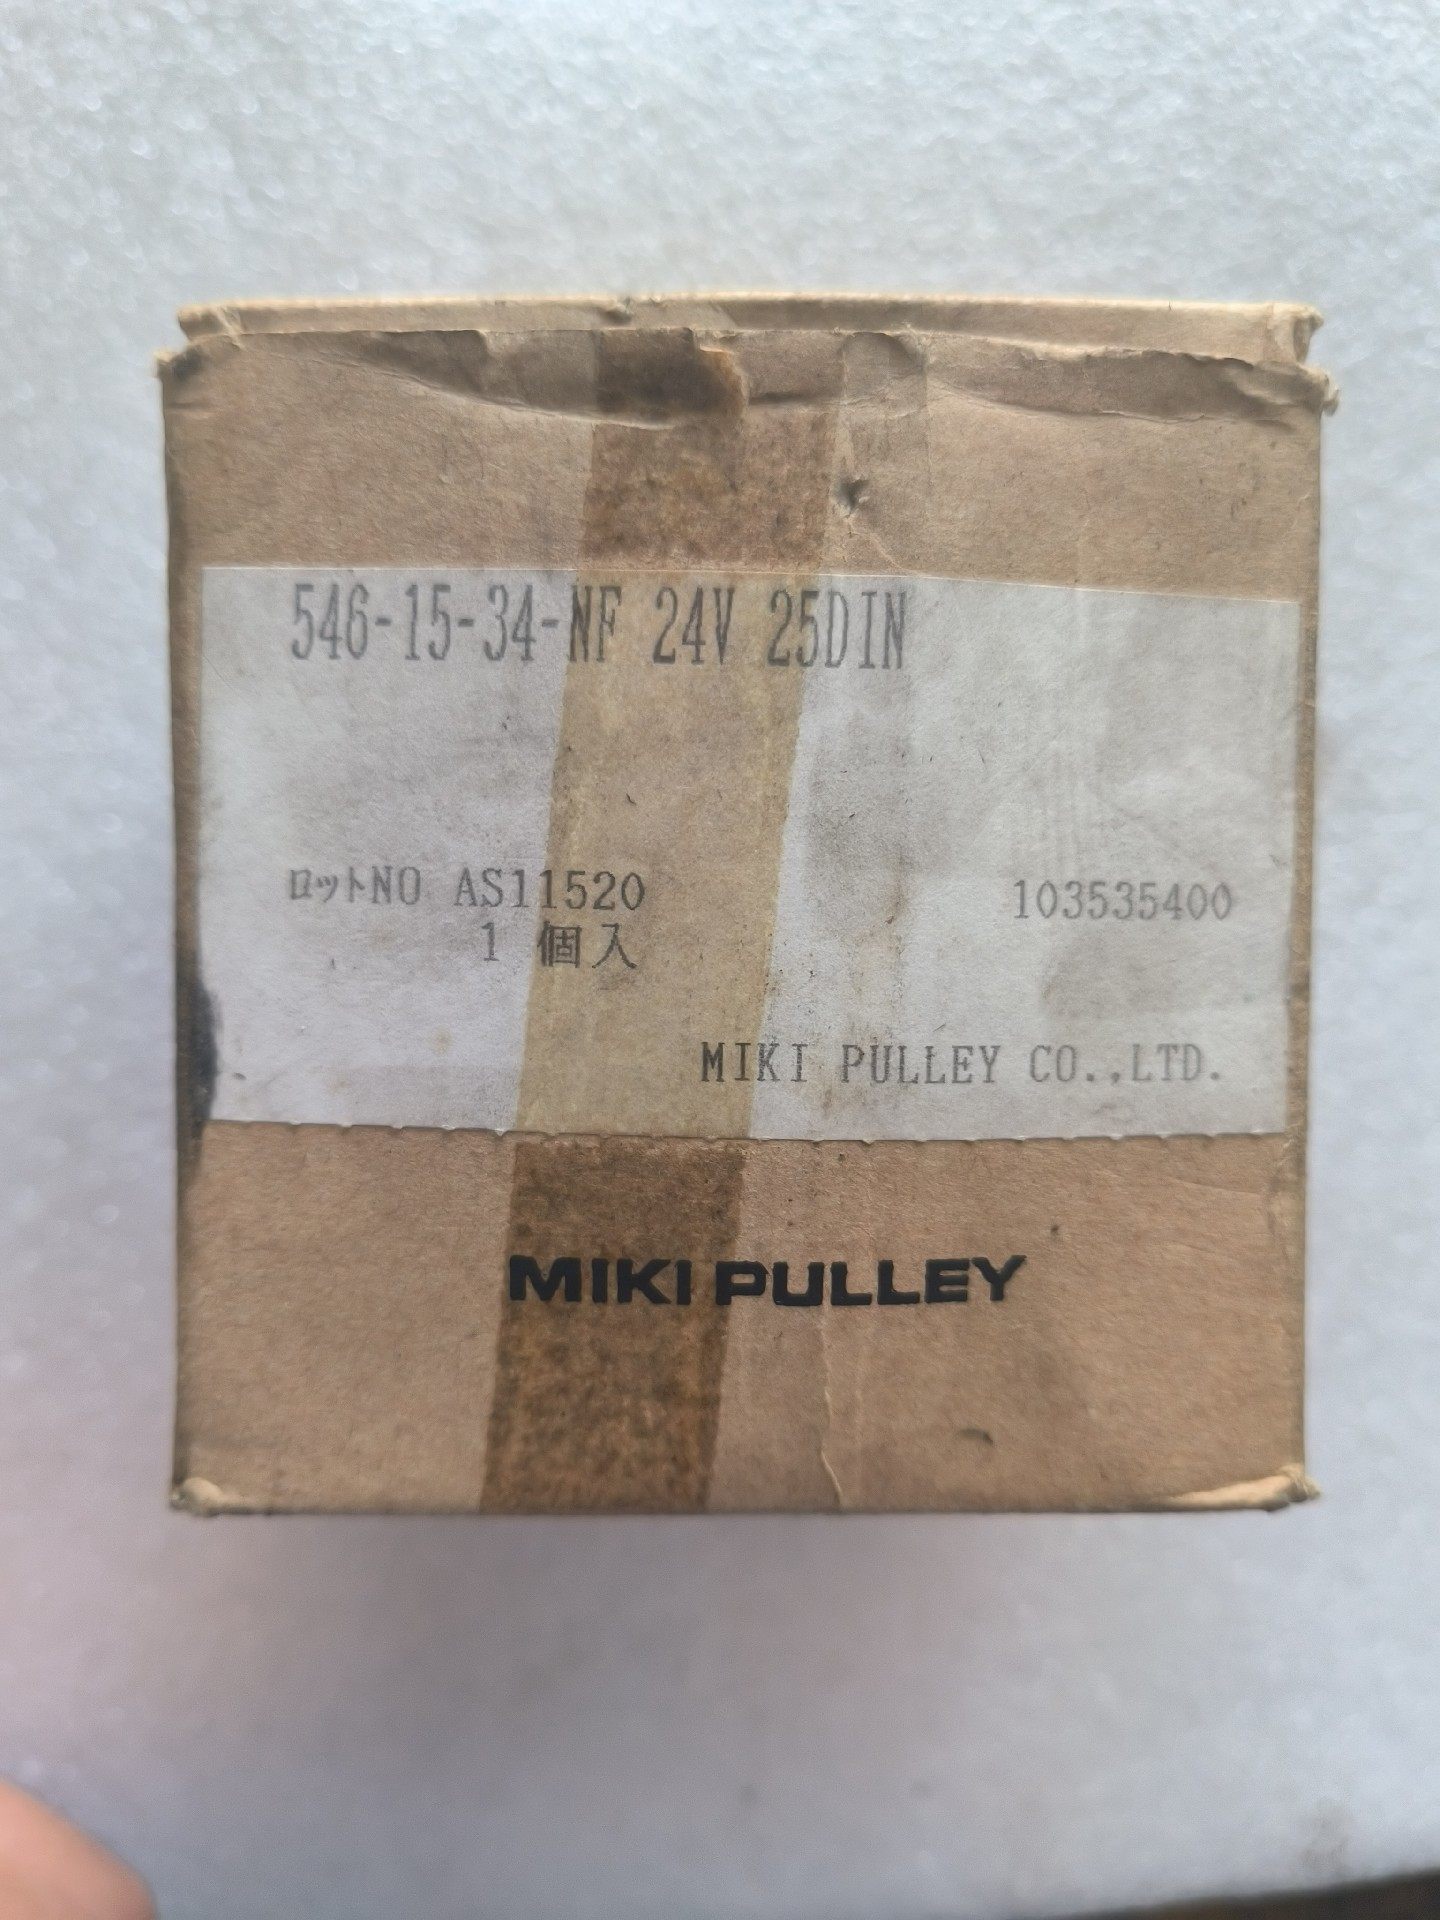 546-15-34-NF 24V 25DIN
ロットNO AS11520 103535400
1 個入
MIKI PULLEY CO.,LTD.
MIKI PULLEY